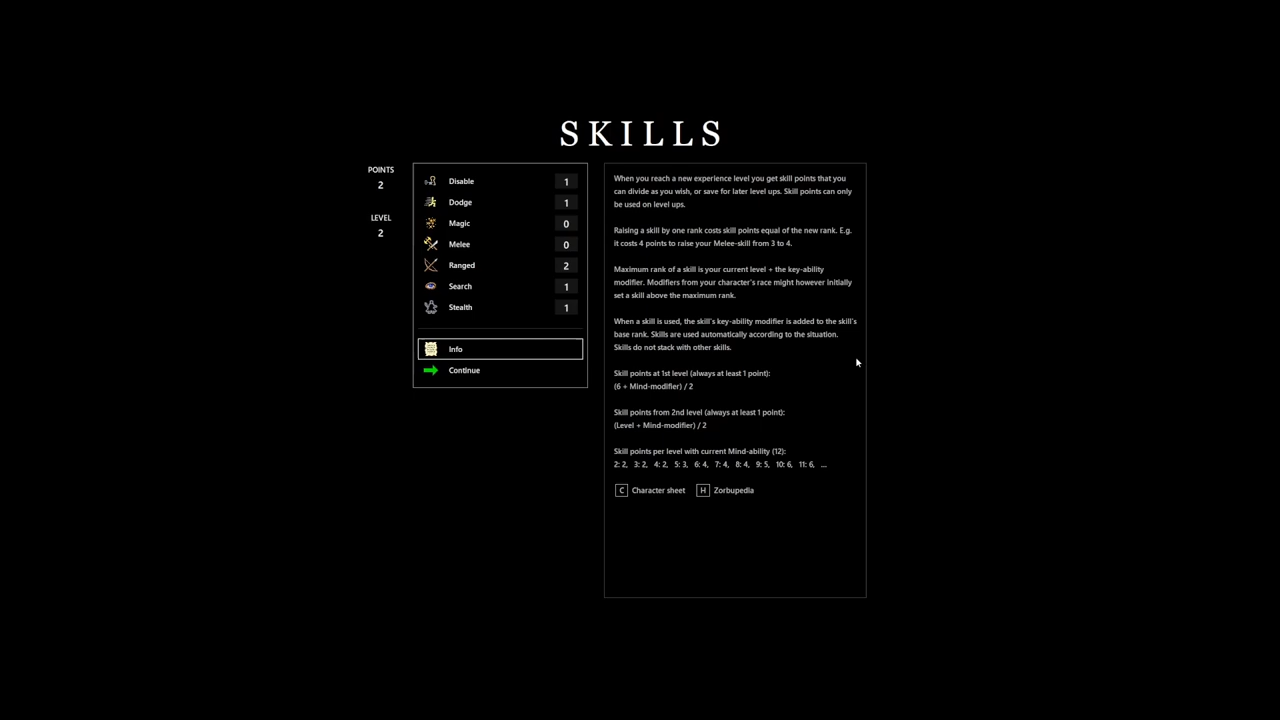 SKILLS
POINTS
2
LEVEL
2
Disable 1
Dodge 1
Magic 0
Melee 0
Ranged 2
Search 1
Stealth 1
Info
Continue
When you reach a new experience level you get skill points that you
can divide as you wish, or save for later level ups. Skill points can only
be used on level ups.
Raising a skill by one rank costs skill points equal of the new rank. E.g.
it costs 4 points to raise your Melee-skill from 3 to 4.
Maximum rank of a skill is your current level + the key-ability
modifier. Modifiers from your character's race might however initially
set a skill above the maximum rank.
When a skill is used, the skill's key-ability modifier is added to the skill's
base rank. Skills are used automatically according to the situation.
Skills do not stack with other skills.
Skill points at 1st level (always at least 1 point):
(6 + Mind-modifier) / 2
Skill points from 2nd level (always at least 1 point):
(Level + Mind-modifier) / 2
Skill points per level with current Mind-ability (12):
2: 2, 3: 2, 4: 2, 5: 3, 6: 4, 7: 4, 8: 4, 9: 5, 10: 6, 11: 6, ...
C Character sheet H Zorbupedia